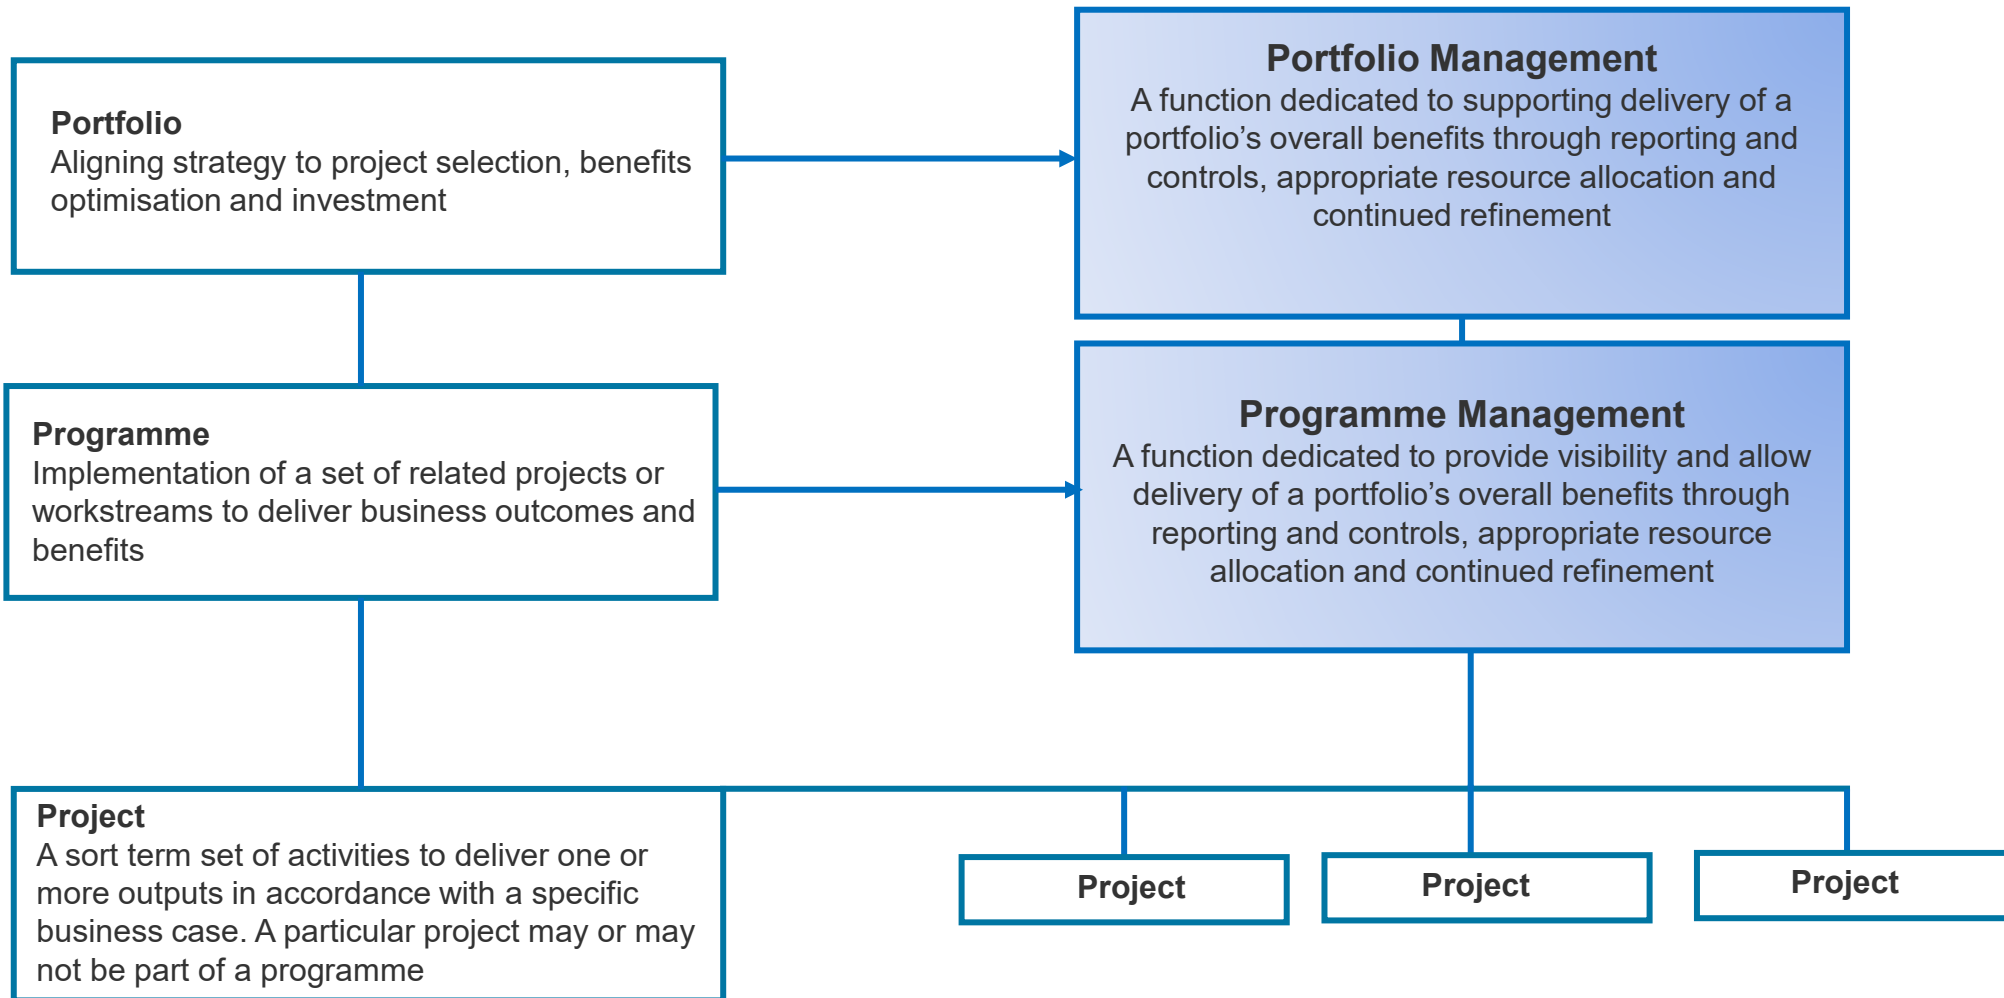 Portfolio
Aligning strategy to project selection, benefits
optimisation and investment
Portfolio Management
A function dedicated to supporting delivery of a
portfolio’s overall benefits through reporting and
controls, appropriate resource allocation and
continued refinement
Programme
Implementation of a set of related projects or
workstreams to deliver business outcomes and
benefits
Programme Management
A function dedicated to provide visibility and allow
delivery of a portfolio’s overall benefits through
reporting and controls, appropriate resource
allocation and continued refinement
Project
A sort term set of activities to deliver one or
more outputs in accordance with a specific
business case. A particular project may or may
not be part of a programme
Project
Project
Project